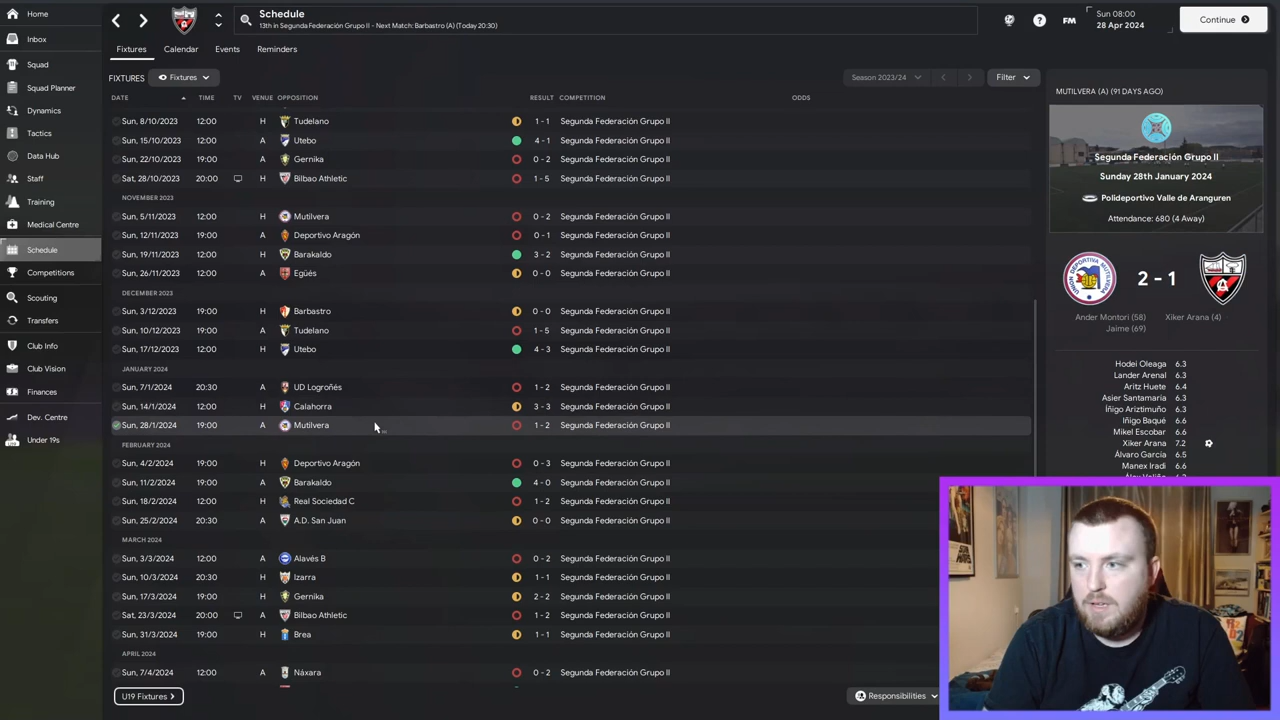 Home
Inbox
Squad
Squad Planner
Dynamics
Tactics
Data Hub
Staff
Training
Medical Centre
Schedule
Competitions
Scouting
Transfers
Club Info
Club Vision
Finances
Dev. Centre
Under 19s
Schedule
13th in Segunda Federación Grupo II - Next Match: Barbastro (A) (Today 20:30)
FM
Sun 08:00
28 Apr 2024
Continue
Fixtures Calendar Events Reminders
FIXTURES Fixtures Season 2023/24 Filter
DATE TIME TV VENUE OPPOSITION RESULT COMPETITION ODDS
Sun, 8/10/2023 12:00 H Tudelano 1 - 1 Segunda Federación Grupo II
Sun, 15/10/2023 12:00 A Utebo 4 - 1 Segunda Federación Grupo II
Sun, 22/10/2023 19:00 A Gernika 0 - 2 Segunda Federación Grupo II
Sat, 28/10/2023 20:00 H Bilbao Athletic 1 - 5 Segunda Federación Grupo II
NOVEMBER 2023
Sun, 5/11/2023 12:00 H Mutilvera 0 - 2 Segunda Federación Grupo II
Sun, 12/11/2023 19:00 A Deportivo Aragón 0 - 1 Segunda Federación Grupo II
Sun, 19/11/2023 12:00 H Barakaldo 3 - 2 Segunda Federación Grupo II
Sun, 26/11/2023 12:00 A Egüés 0 - 0 Segunda Federación Grupo II
DECEMBER 2023
Sun, 3/12/2023 19:00 H Barbastro 0 - 0 Segunda Federación Grupo II
Sun, 10/12/2023 19:00 A Tudelano 1 - 5 Segunda Federación Grupo II
Sun, 17/12/2023 12:00 H Utebo 4 - 3 Segunda Federación Grupo II
JANUARY 2024
Sun, 7/1/2024 20:30 A UD Logroñés 1 - 2 Segunda Federación Grupo II
Sun, 14/1/2024 12:00 H Calahorra 3 - 3 Segunda Federación Grupo II
Sun, 28/1/2024 19:00 A Mutilvera 1 - 2 Segunda Federación Grupo II
FEBRUARY 2024
Sun, 4/2/2024 19:00 H Deportivo Aragón 0 - 3 Segunda Federación Grupo II
Sun, 11/2/2024 19:00 A Barakaldo 4 - 0 Segunda Federación Grupo II
Sun, 18/2/2024 12:00 H Real Sociedad C 1 - 2 Segunda Federación Grupo II
Sun, 25/2/2024 20:30 A A.D. San Juan 0 - 0 Segunda Federación Grupo II
MARCH 2024
Sun, 3/3/2024 12:00 A Alavés B 0 - 2 Segunda Federación Grupo II
Sun, 10/3/2024 20:30 H Izarra 1 - 1 Segunda Federación Grupo II
Sun, 17/3/2024 19:00 H Gernika 2 - 2 Segunda Federación Grupo II
Sat, 23/3/2024 20:00 A Bilbao Athletic 1 - 2 Segunda Federación Grupo II
Sun, 31/3/2024 19:00 H Brea 1 - 1 Segunda Federación Grupo II
APRIL 2024
Sun, 7/4/2024 12:00 A Náxara 0 - 2 Segunda Federación Grupo II
U19 Fixtures
Responsibilities
MUTILVERA (A) (91 DAYS AGO)
Segunda Federación Grupo II
Sunday 28th January 2024
Polideportivo Valle de Aranguren
Attendance: 680 (4 Away)
2 - 1
Ander Montori (58) Xiker Arana (4)
Jaime (69)
Hodei Oleaga 6.3
Lander Arenal 6.3
Aritz Huete 6.4
Asier Santamaría 6.3
Iñigo Ariztimuño 6.3
Iñigo Baqué 6.6
Mikel Escobar 6.6
Xiker Arana 7.2
Álvaro García 6.5
Manex Iradi 6.6